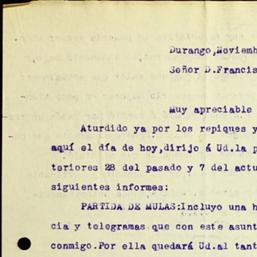 Durango, Noviemb
Señor D. Francis
Muy apreciable
Aturdido ya por los repiques y
aquí el día de hoy, dirijo á Ud. la p
teriores 28 del pasado y 7 del actu
siguientes informes:
PARTIDA DE MULAS: Incluyo una h
cia y telegramas que con este asunt
conmigo. Por ella quedará Ud. al tant